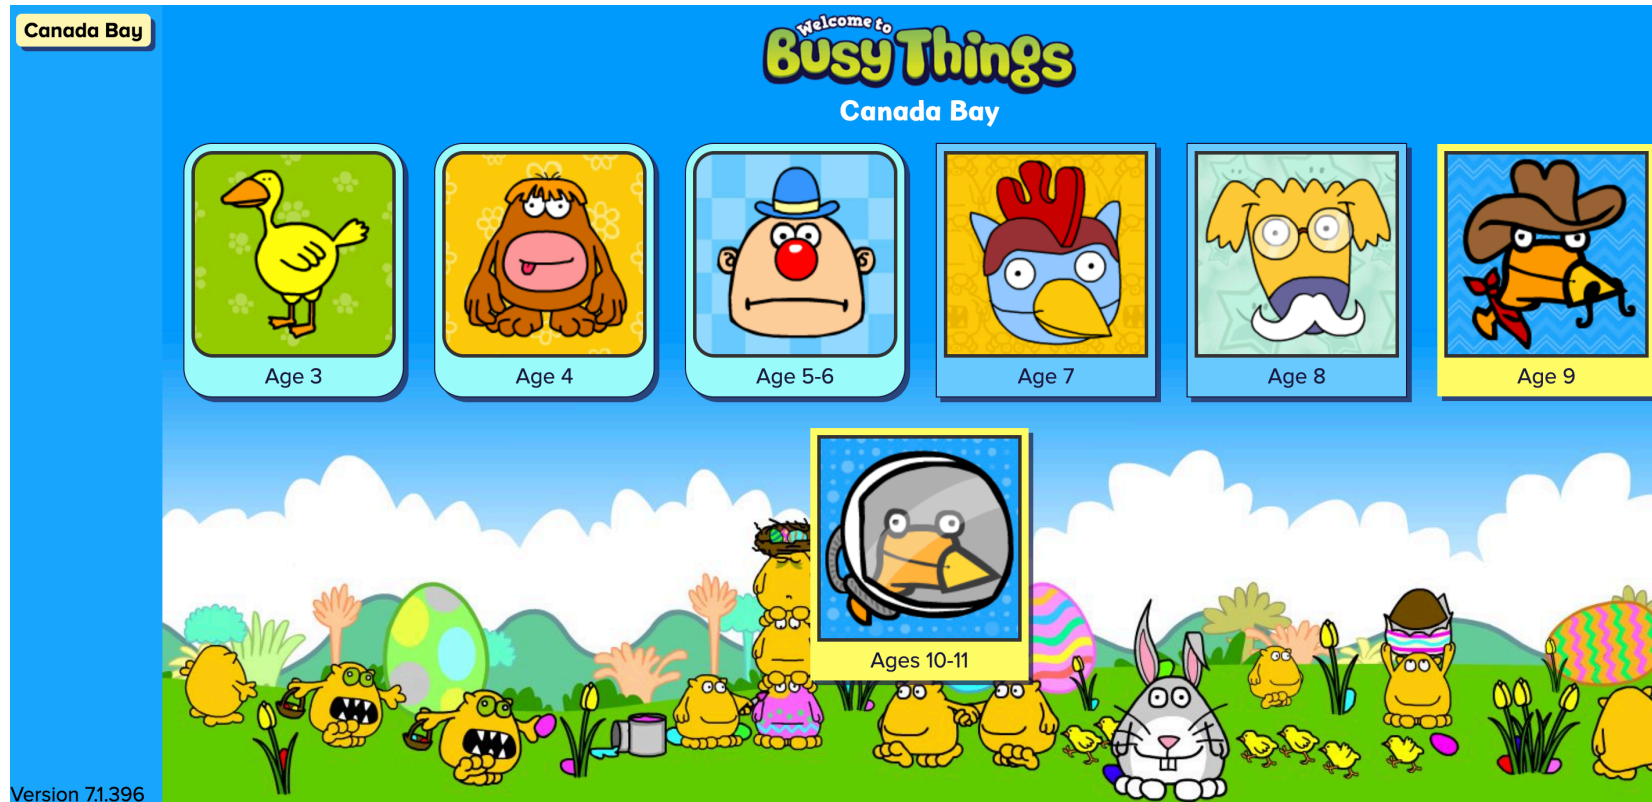 Canada Bay
Welcome to
Busy Things
Canada Bay
Age 3
Age 4
Age 5-6
Age 7
Age 8
Age 9
Ages 10-11
Version 7.1.396